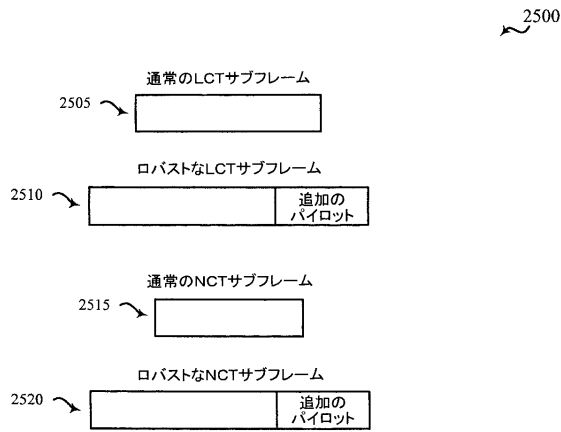 2500
通常のLCTサブフレーム
2505
ロバストなLCTサブフレーム
2510
追加の
パイロット
通常のNCTサブフレーム
2515
ロバストなNCTサブフレーム
2520
追加の
パイロット